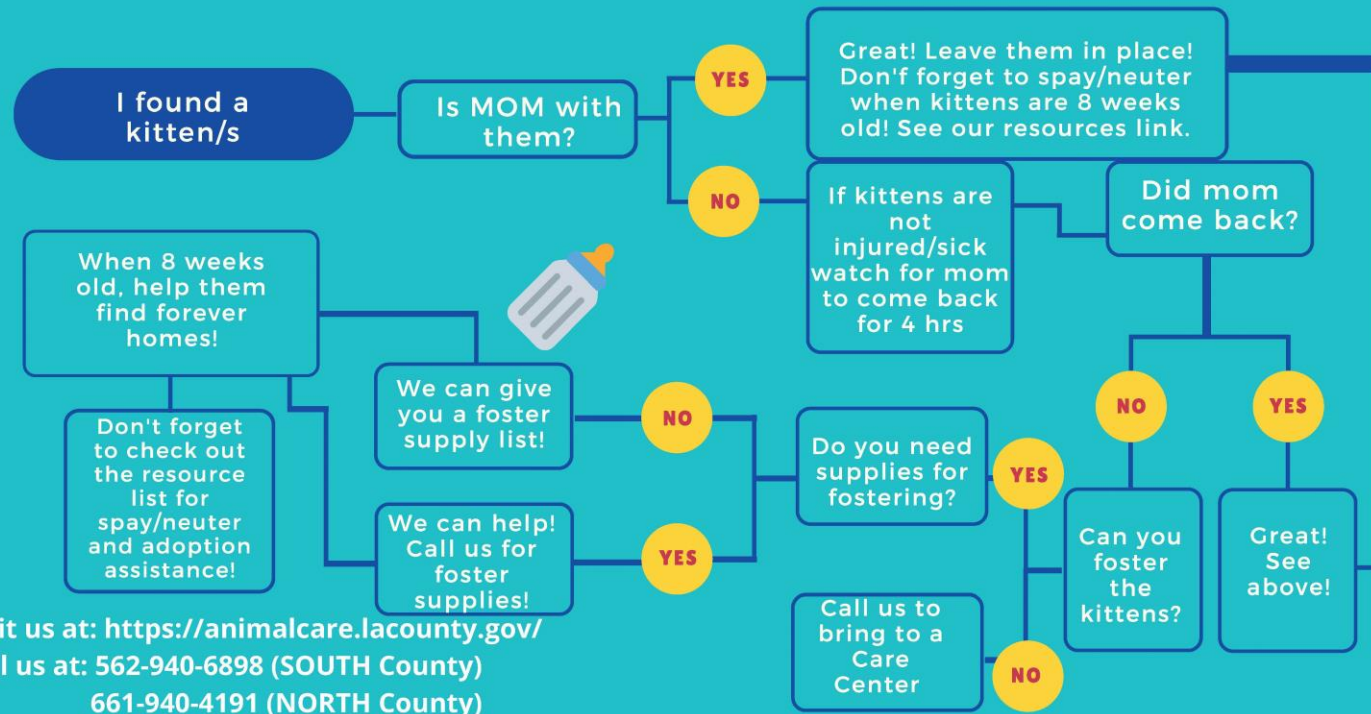 I found a
kitten/s
Is MOM with
them?
YES
Great! Leave them in place!
Don'f forget to spay/neuter
when kittens are 8 weeks
old! See our resources link.
NO
If kittens are
not
injured/sick
watch for mom
to come back
for 4 hrs
Did mom
come back?
NO
YES
Great!
See
above!
Can you
foster
the
kittens?
YES
NO
Call us to
bring to a
Care
Center
Do you need
supplies for
fostering?
NO
YES
We can give
you a foster
supply list!
We can help!
Call us for
foster
supplies!
When 8 weeks
old, help them
find forever
homes!
Don't forget
to check out
the resource
list for
spay/neuter
and adoption
assistance!
it us at: https://animalcare.lacounty.gov/
l us at: 562-940-6898 (SOUTH County)
661-940-4191 (NORTH County)